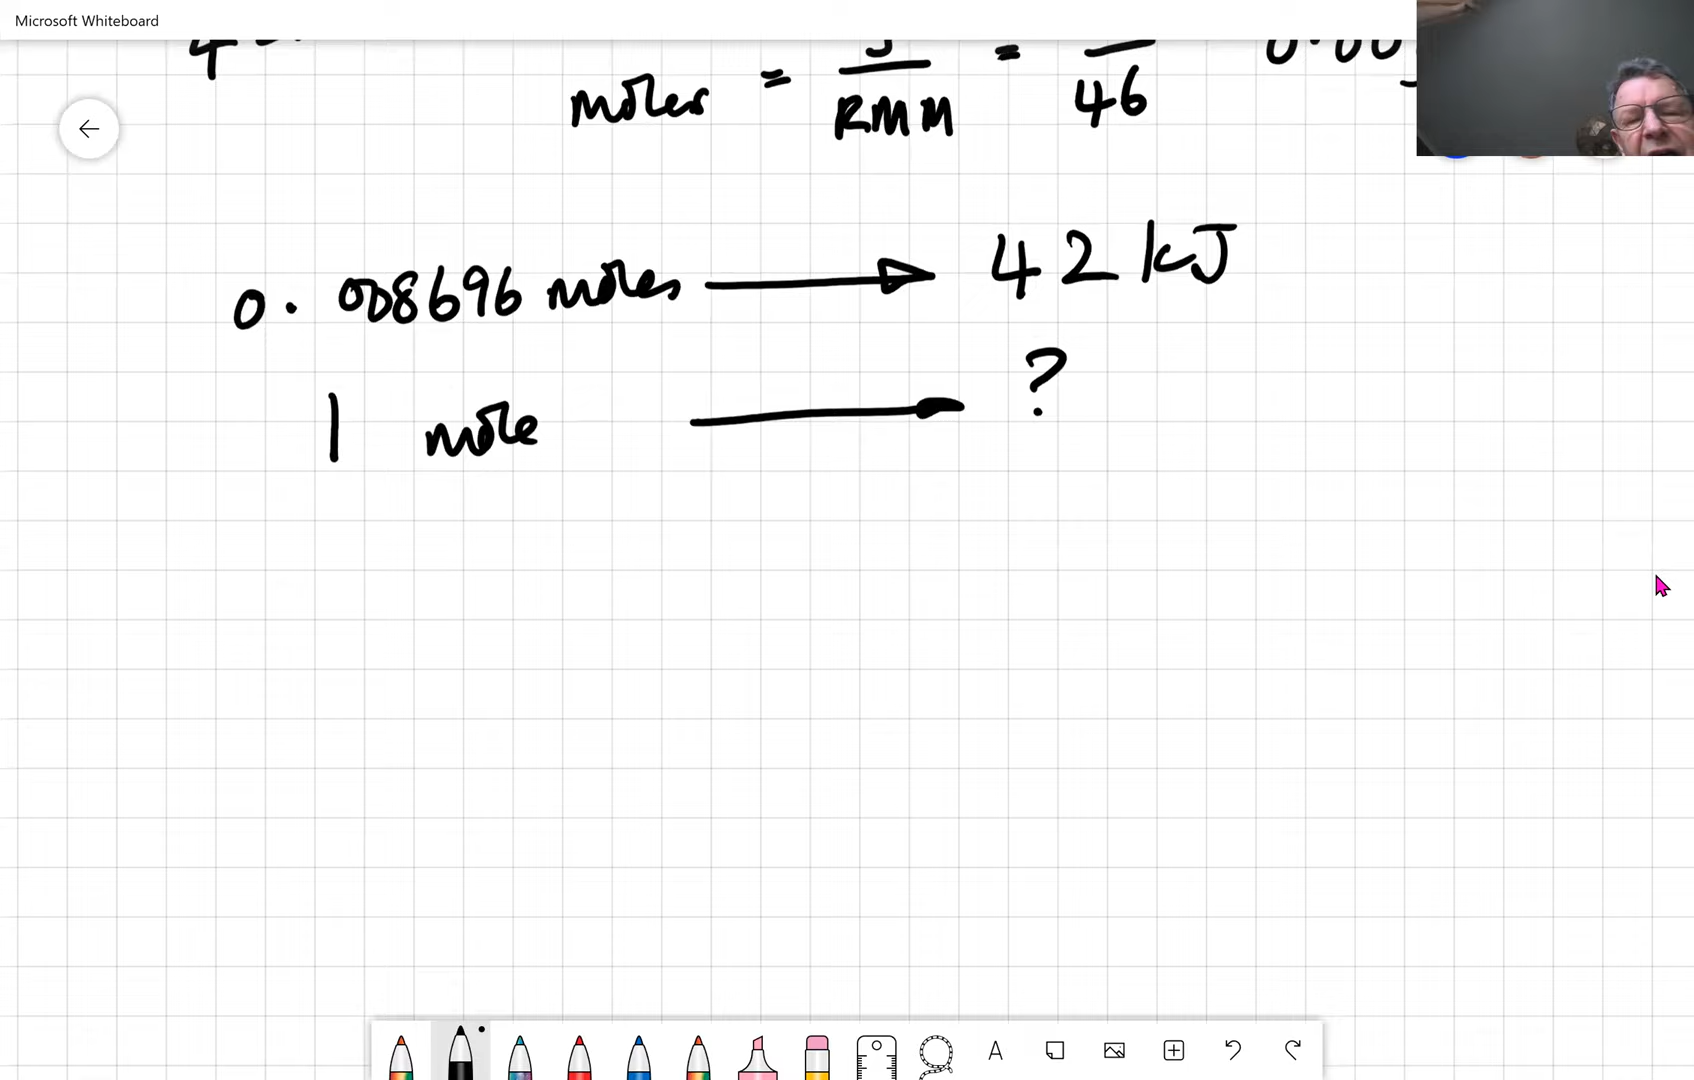 Microsoft Whiteboard
moles = RMM = 46
0.008696 moles → 42 kJ
1 mole → ?
A